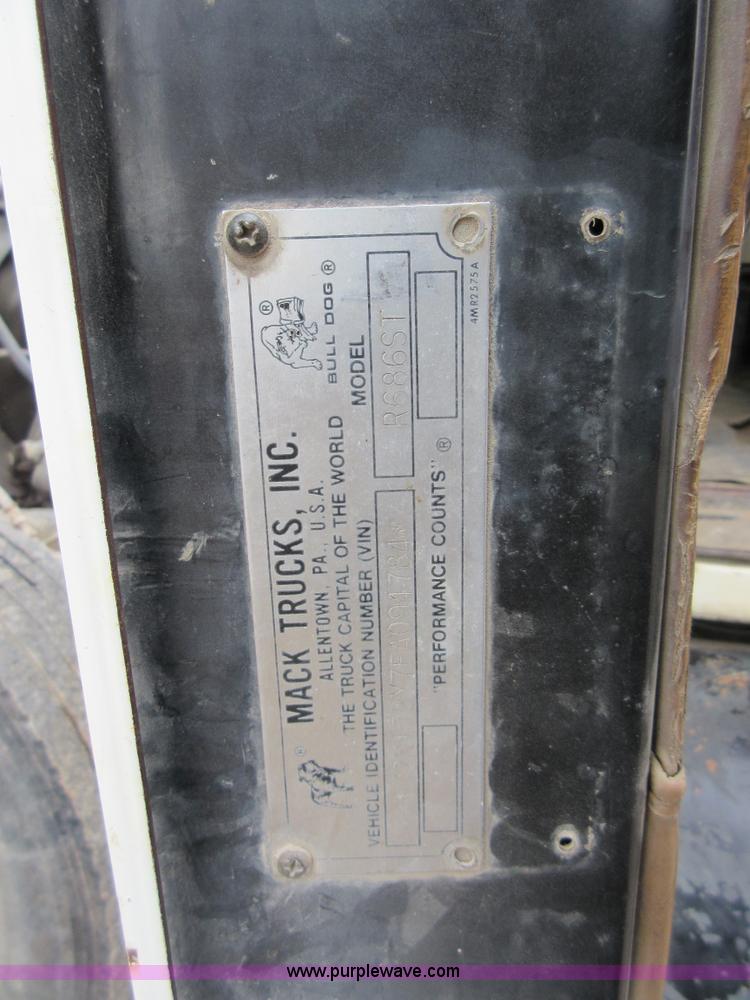 MACK TRUCKS, INC.
ALLENTOWN, PA., U.S.A.
THE TRUCK CAPITAL OF THE WORLD
BULL DOG ®
®
®
VEHICLE IDENTIFICATION NUMBER (VIN)
MODEL
R686ST
"PERFORMANCE COUNTS" ®
4MR2575A
www.purplewave.com